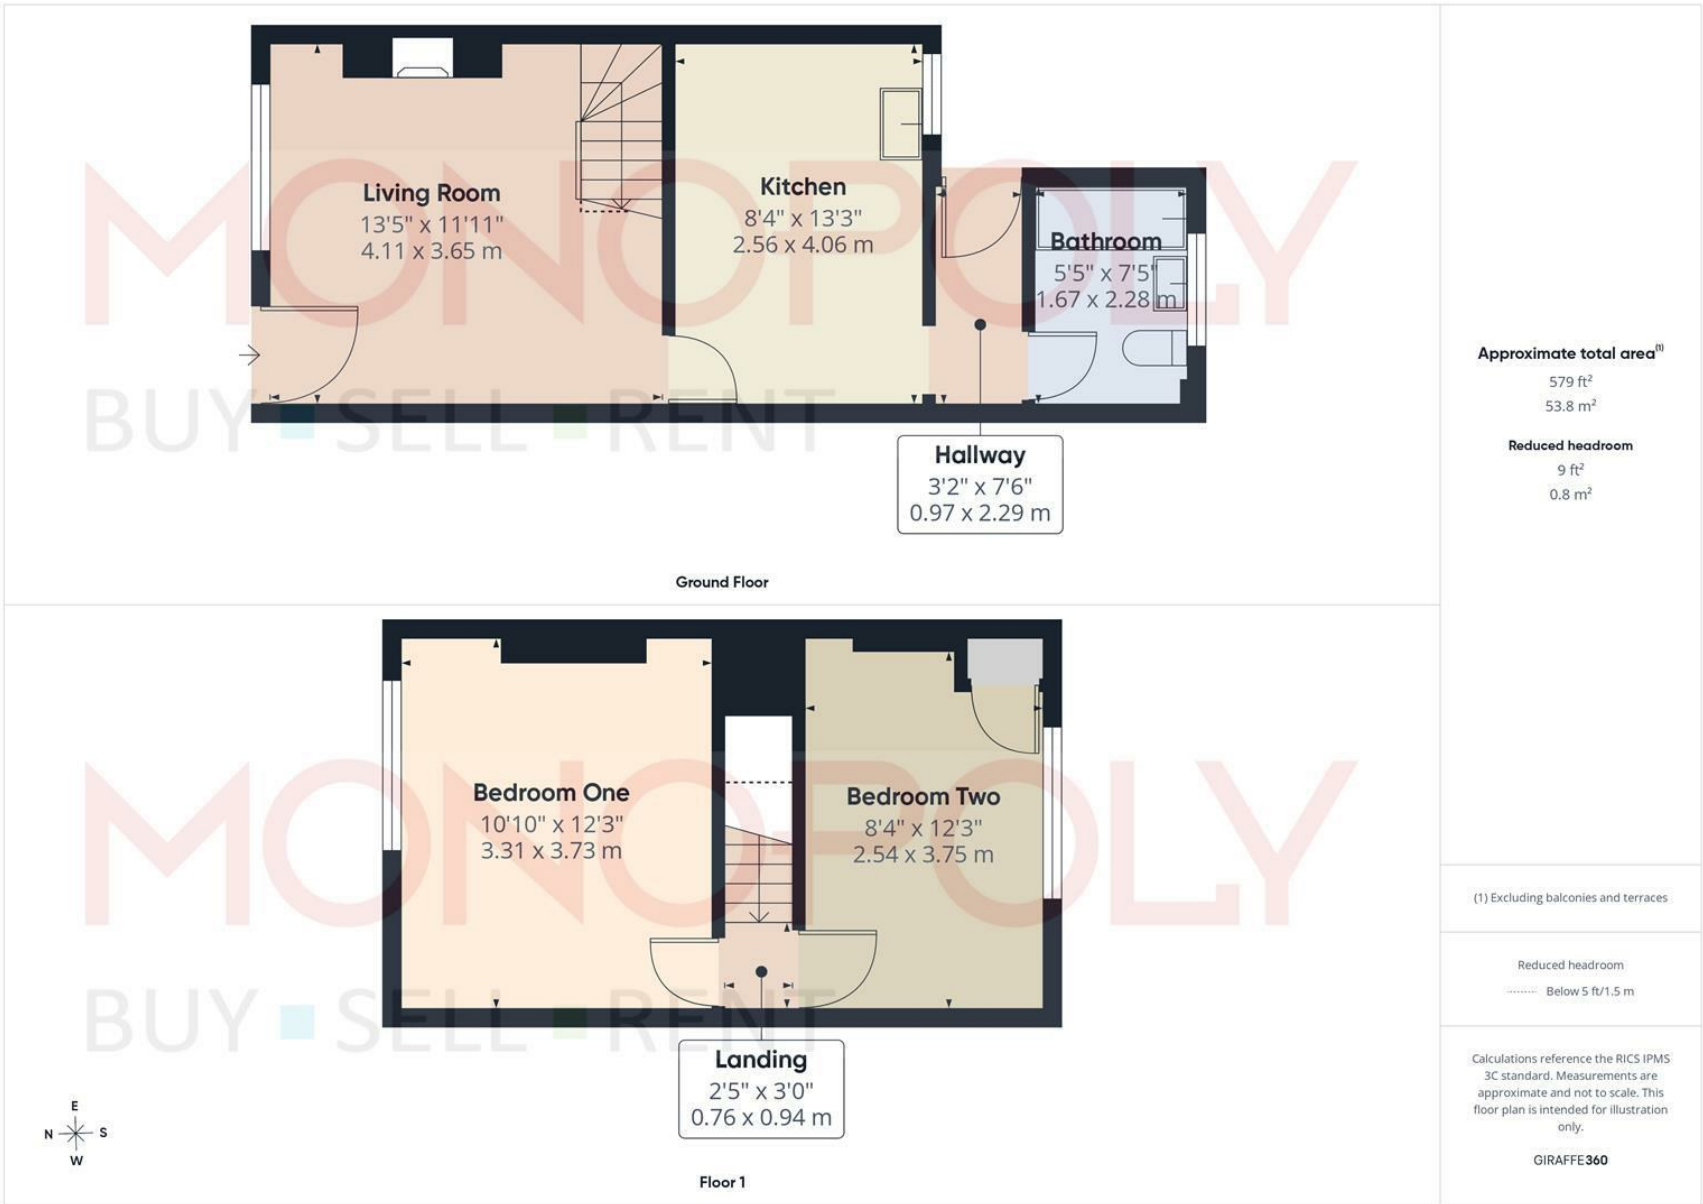 Living Room
13'5" x 11'11"
4.11 x 3.65 m
Kitchen
8'4" x 13'3"
2.56 x 4.06 m
Bathroom
5'5" x 7'5"
1.67 x 2.28 m
Hallway
3'2" x 7'6"
0.97 x 2.29 m
MONOPOLY
BUY SELL RENT
Ground Floor
Bedroom One
10'10" x 12'3"
3.31 x 3.73 m
Bedroom Two
8'4" x 12'3"
2.54 x 3.75 m
Landing
2'5" x 3'0"
0.76 x 0.94 m
MONOPOLY
BUY SELL RENT
E
N S
W
Floor 1
Approximate total area(1)
579 ft²
53.8 m²
Reduced headroom
9 ft²
0.8 m²
(1) Excluding balconies and terraces
Reduced headroom
Below 5 ft/1.5 m
Calculations reference the RICS IPMS
3C standard. Measurements are
approximate and not to scale. This
floor plan is intended for illustration
only.
GIRAFFE360